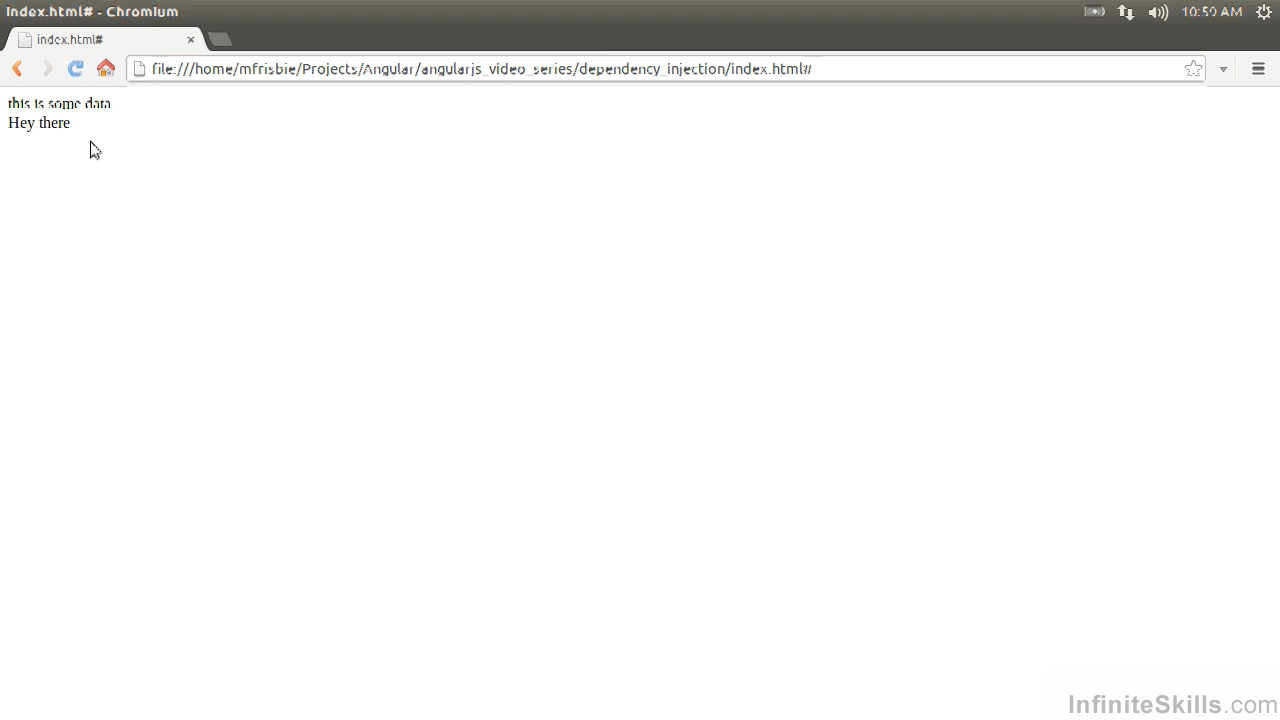 index.html# - Chromium
10:59 AM
index.html#
file:///home/mfrisbie/Projects/Angular/angularjs_video_series/dependency_injection/index.html#
this is some data
Hey there
InfiniteSkills.com